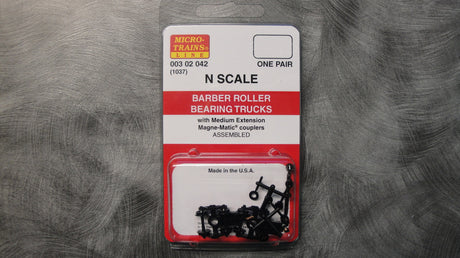 MICRO-
TRAINS®
LINE
003 02 042
(1037)
ONE PAIR
N SCALE
BARBER ROLLER
BEARING TRUCKS
with Medium Extension
Magne-Matic® couplers
ASSEMBLED
Made in the U.S.A.